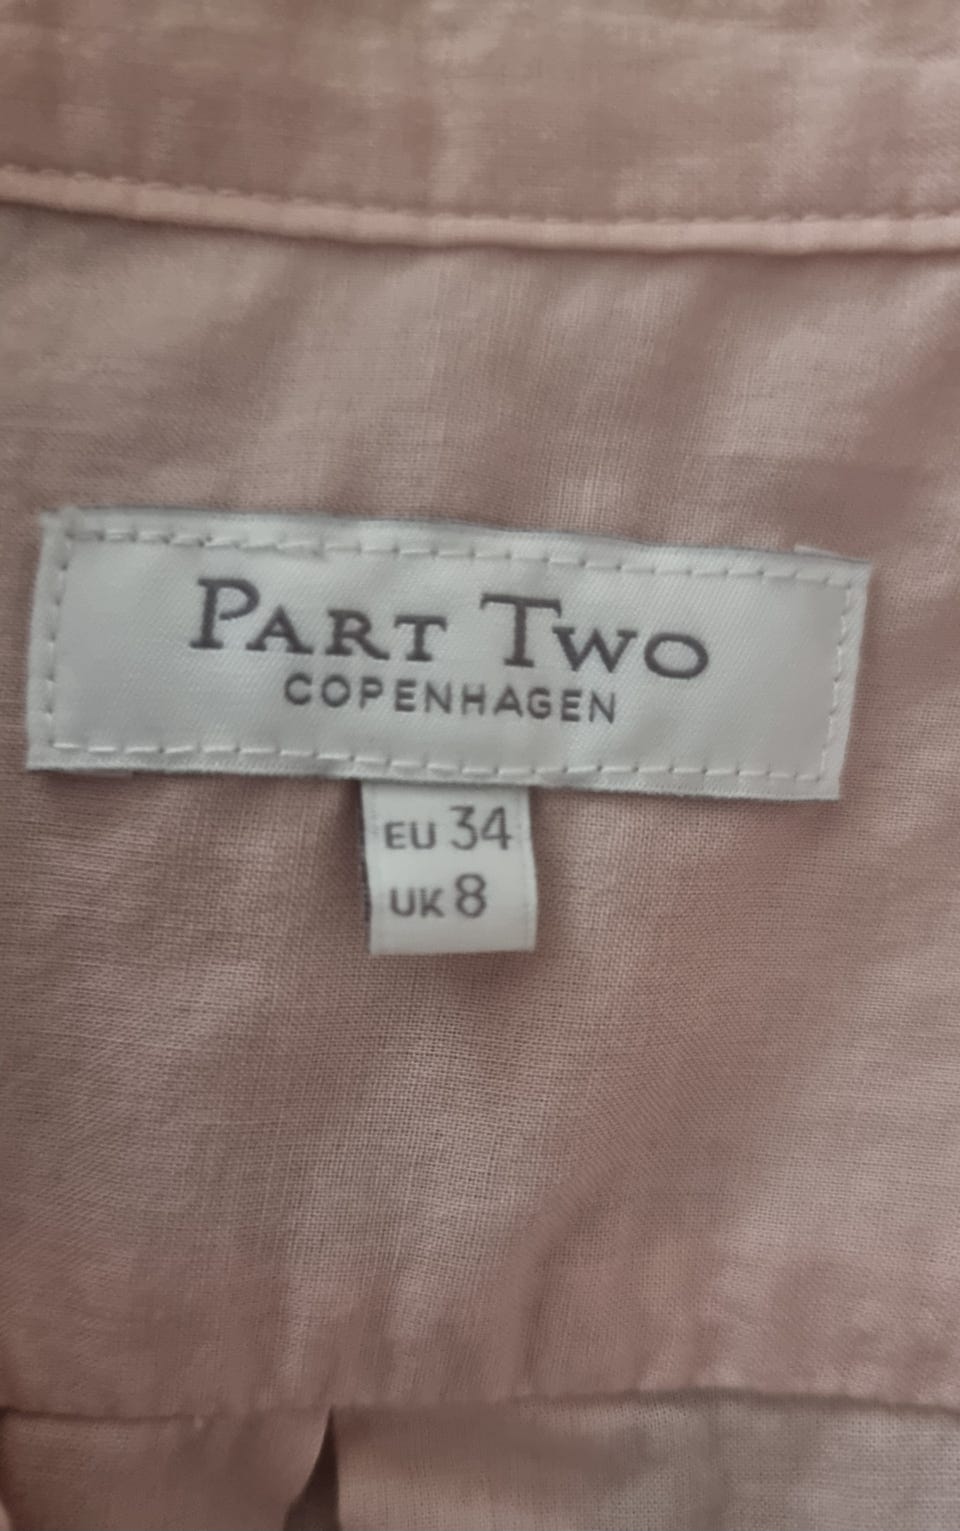 PART TWO
COPENHAGEN
EU 34
UK 8